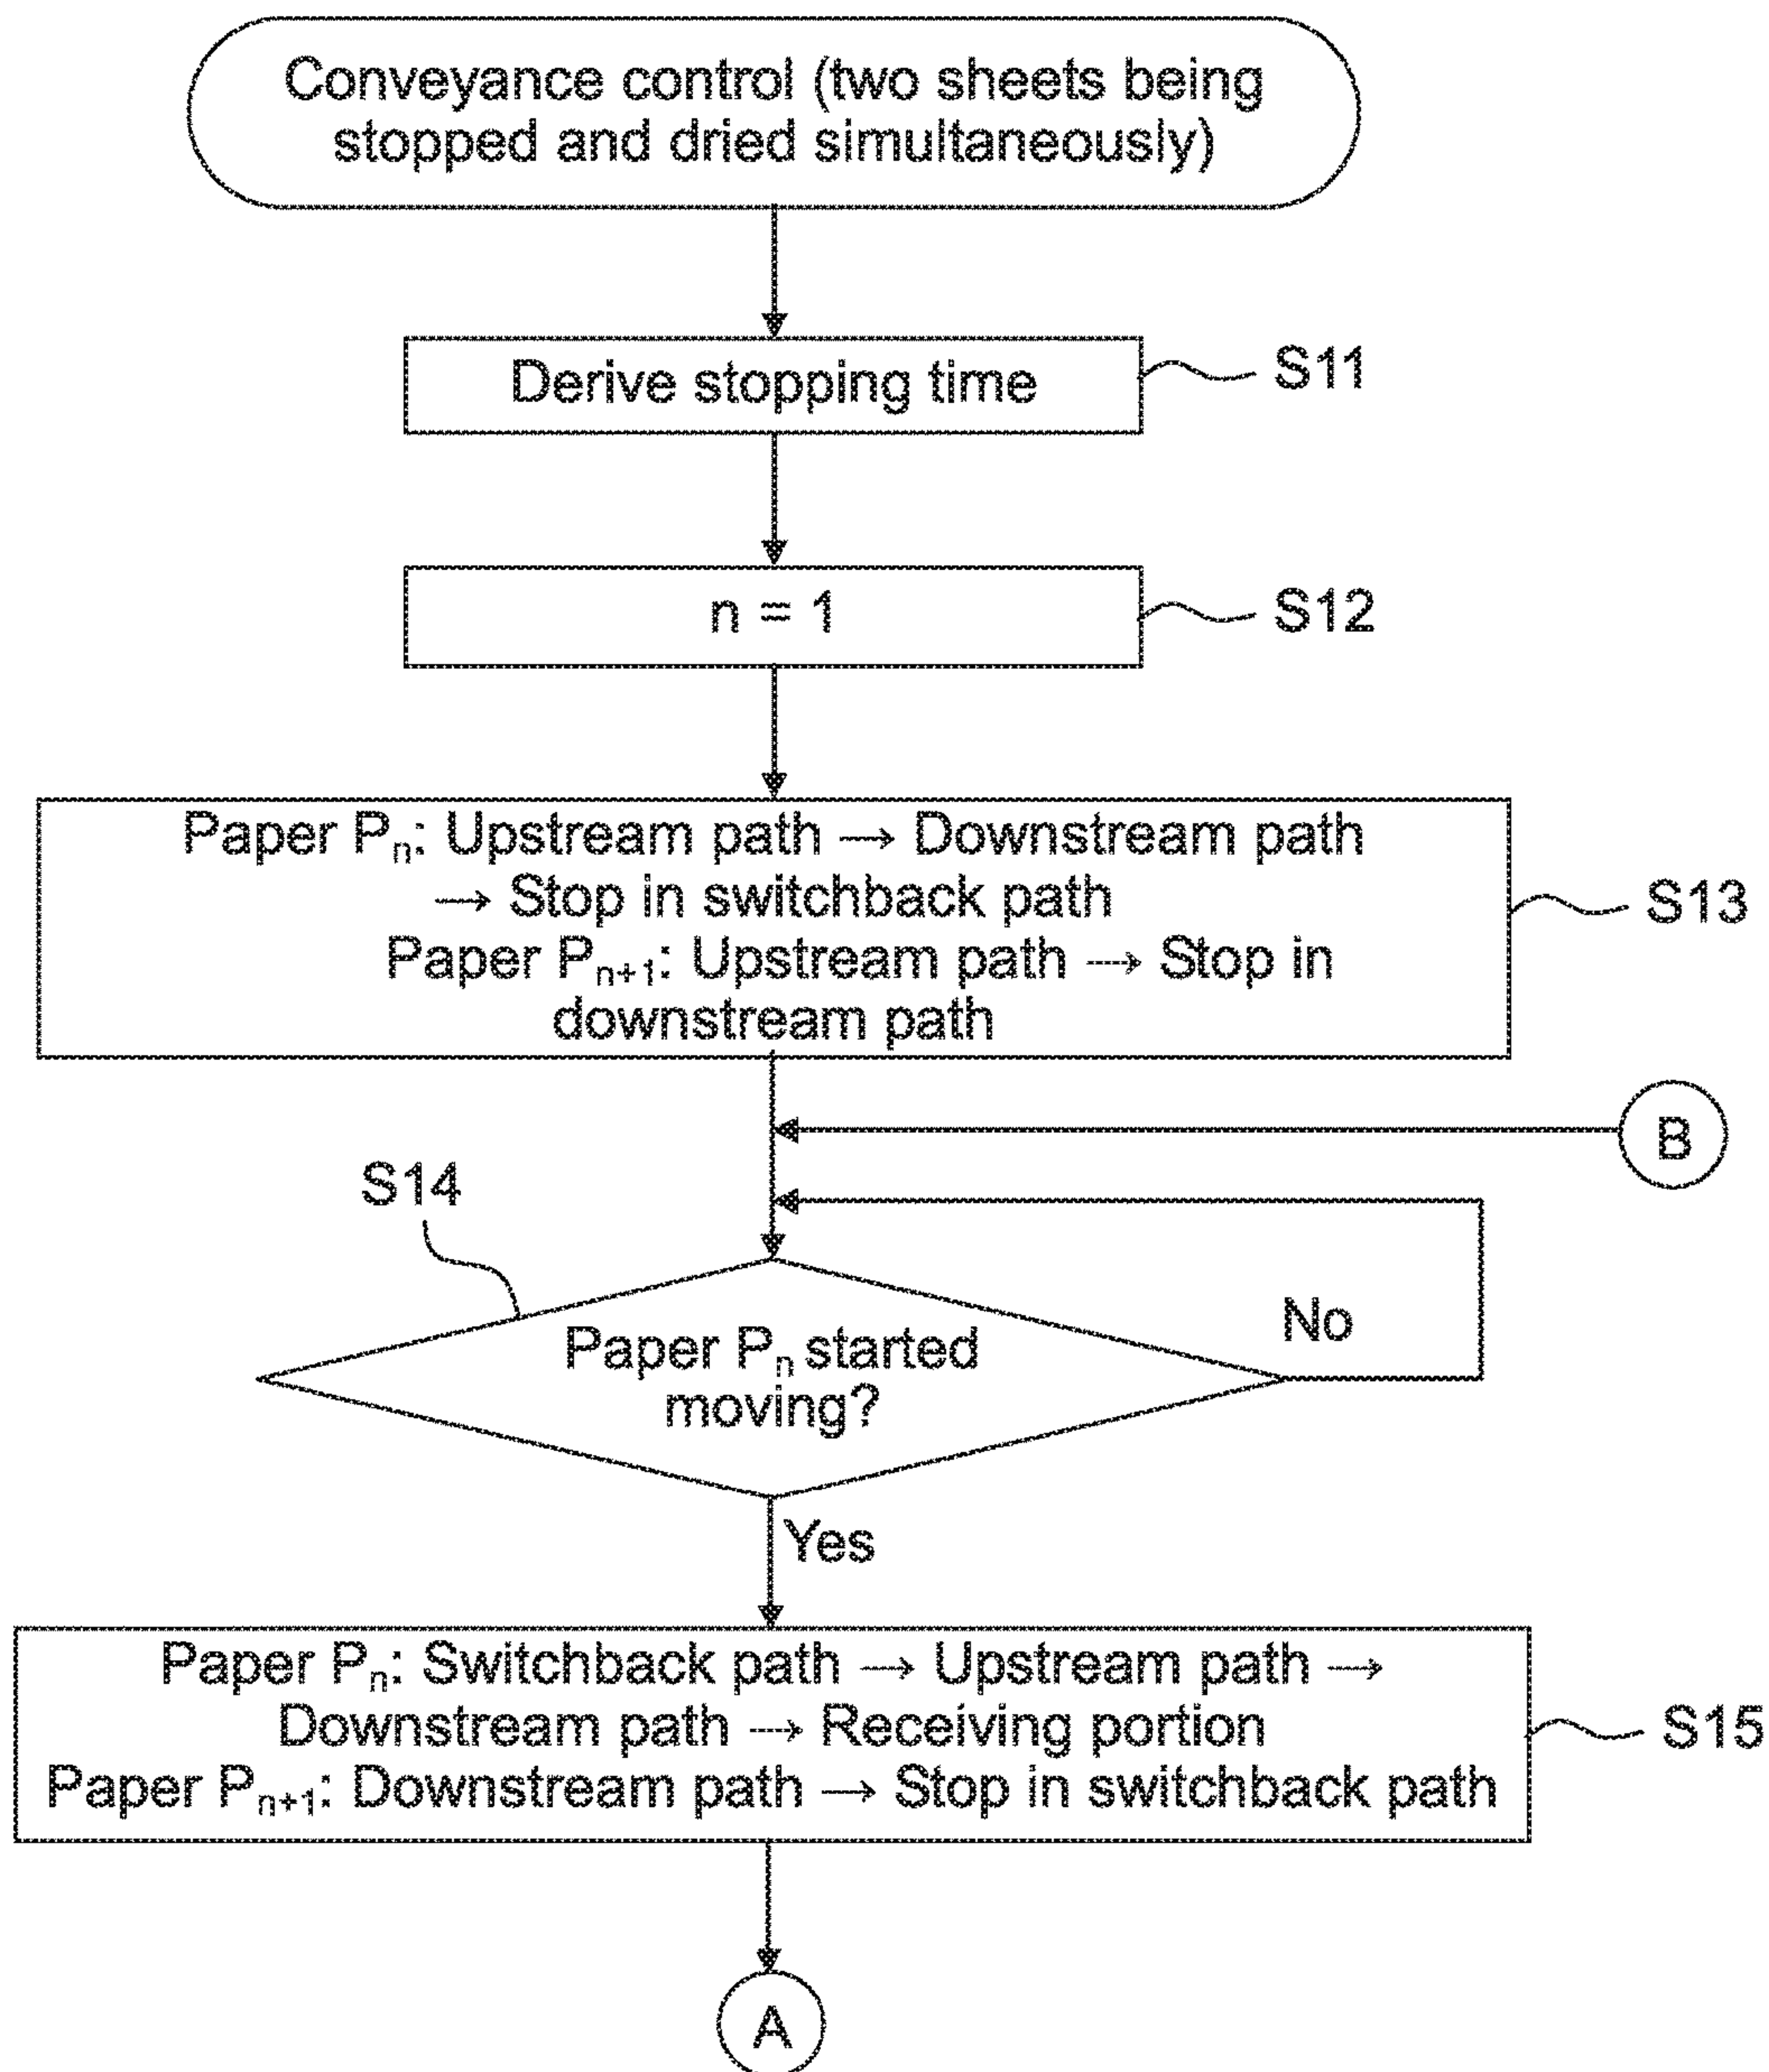 Conveyance control (two sheets being
stopped and dried simultaneously)
Derive stopping time
S11
n = 1
S12
Paper Pn: Upstream path → Downstream path
→ Stop in switchback path
Paper Pn+1: Upstream path → Stop in
downstream path
S13
B
S14
Paper Pn started
moving?
No
Yes
Paper Pn: Switchback path → Upstream path →
Downstream path → Receiving portion
Paper Pn+1: Downstream path → Stop in switchback path
S15
A